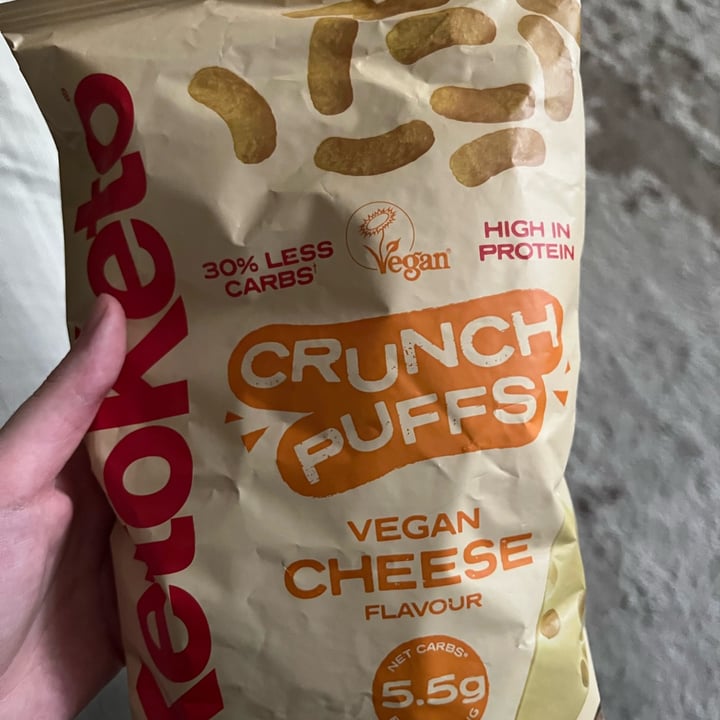 KetoKeto
30% LESS
CARBS†
Vegan
HIGH IN
PROTEIN
CRUNCH
PUFFS
VEGAN
CHEESE
FLAVOUR
NET CARBS*
5.5g